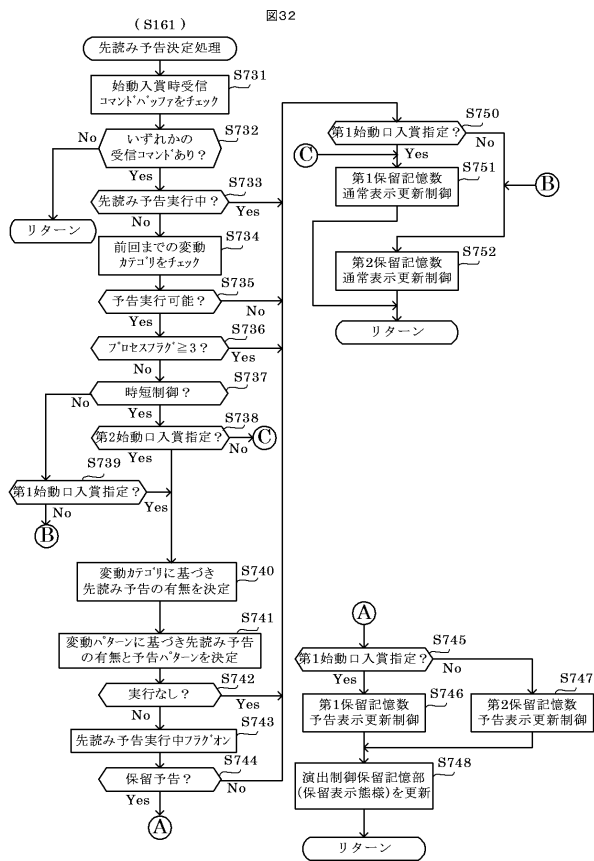 図32
(S161)
先読み予告決定処理
S731
始動入賞時受信
コマンドバッファをチェック
S732
いずれかの
受信コマンドあり?
No
Yes
リターン
S733
先読み予告実行中?
Yes
No
S734
前回までの変動
カテゴリをチェック
S735
予告実行可能?
No
Yes
S736
プロセスフラグ≧3?
Yes
No
S737
時短制御?
No
Yes
S738
第2始動口入賞指定?
No
C
Yes
S739
第1始動口入賞指定?
Yes
No
B
S740
変動カテゴリに基づき
先読み予告の有無を決定
S741
変動パターンに基づき先読み予告
の有無と予告パターンを決定
S742
実行なし?
Yes
No
S743
先読み予告実行中フラグオン
S744
保留予告?
No
Yes
A
S750
第1始動口入賞指定?
No
Yes
C
S751
第1保留記憶数
通常表示更新制御
B
S752
第2保留記憶数
通常表示更新制御
リターン
A
S745
第1始動口入賞指定?
No
Yes
S746
第1保留記憶数
予告表示更新制御
S747
第2保留記憶数
予告表示更新制御
S748
演出制御保留記憶部
(保留表示態様)を更新
リターン